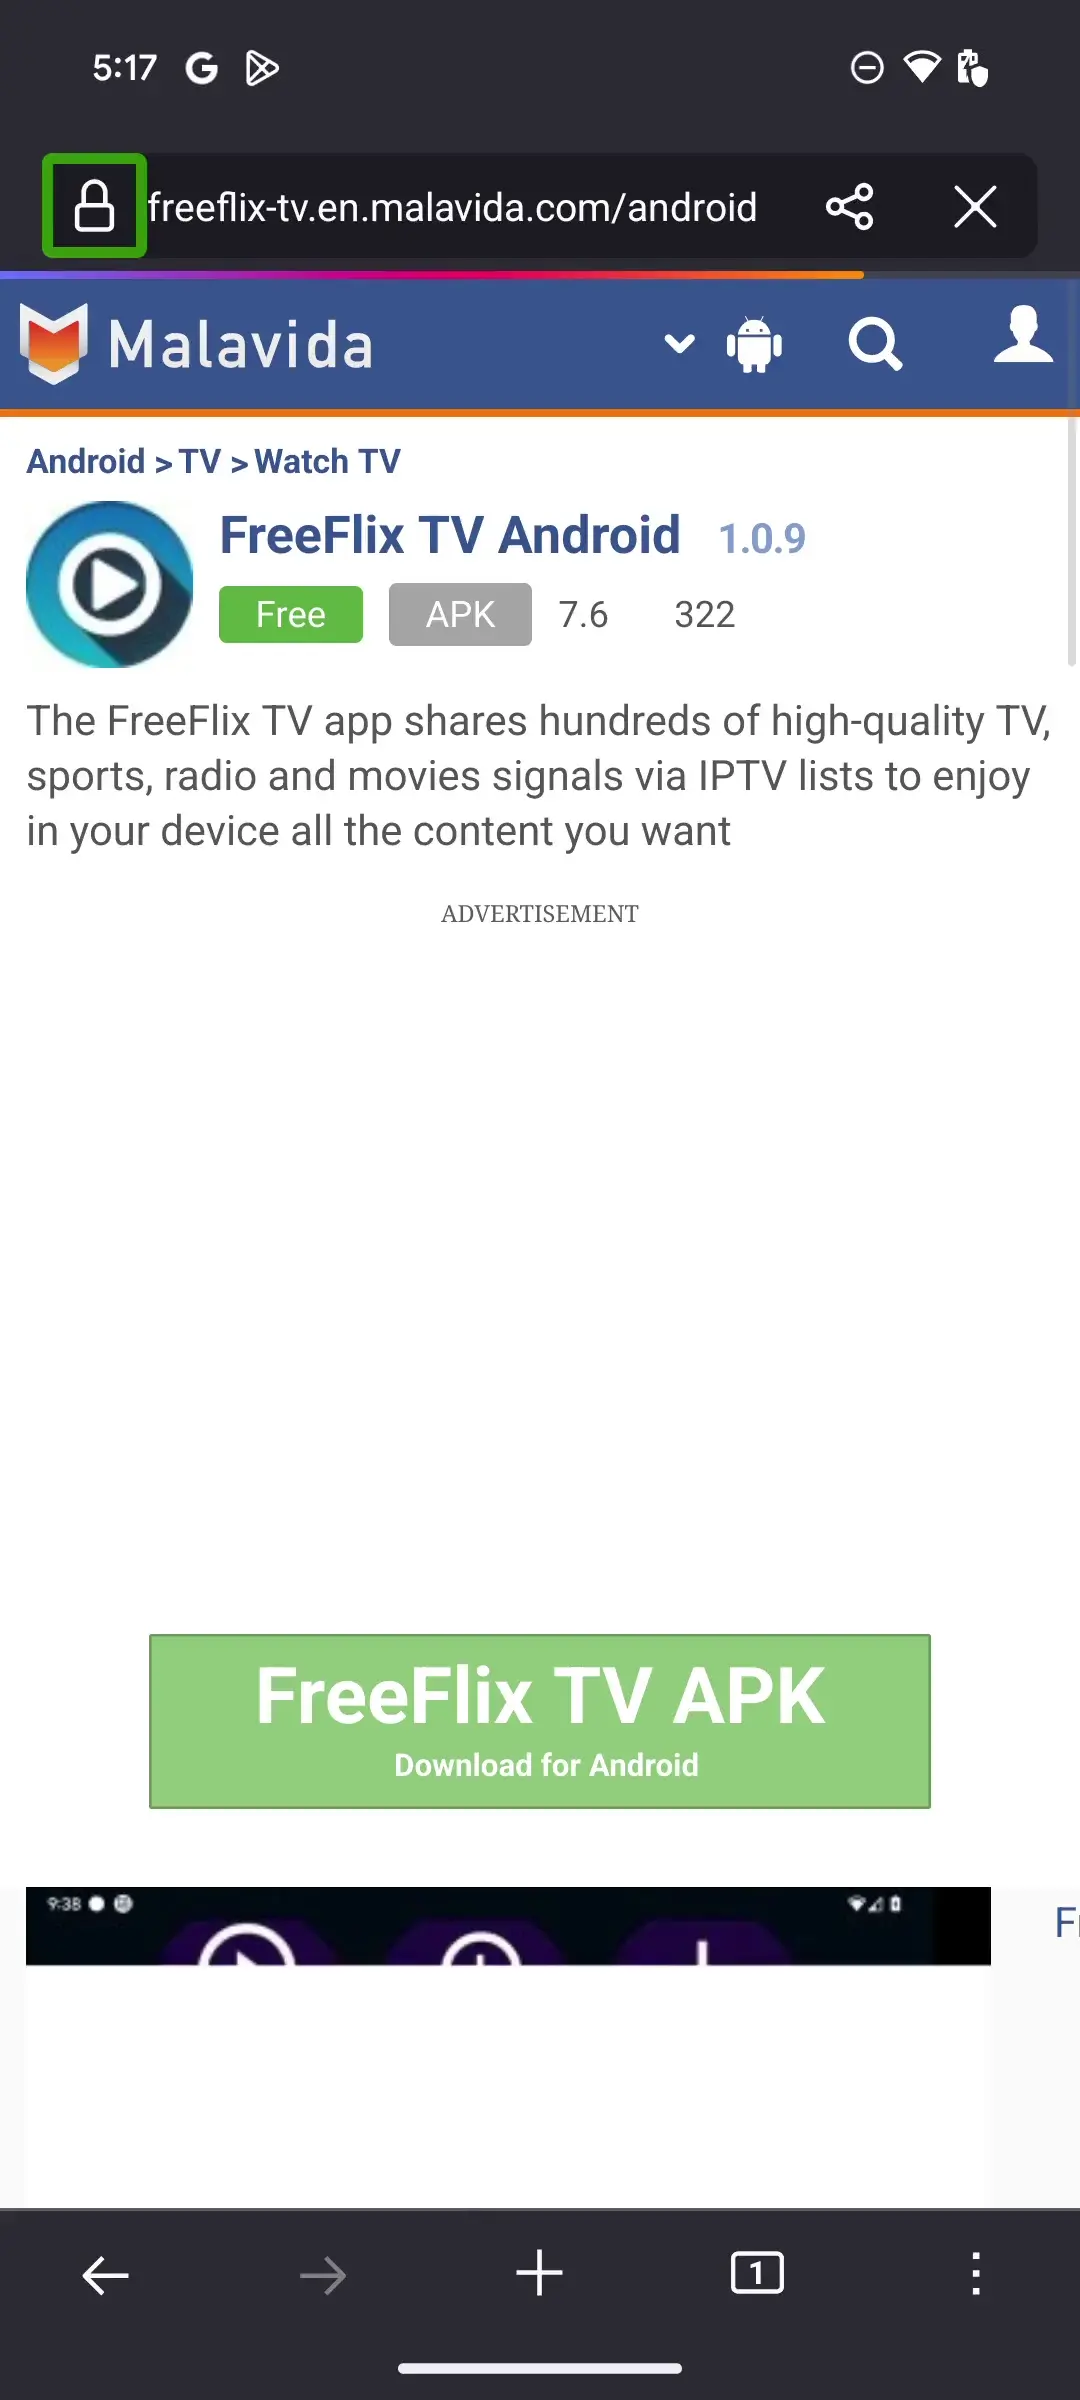 5:17
freeflix-tv.en.malavida.com/android
Malavida
Android > TV > Watch TV
FreeFlix TV Android 1.0.9
Free APK 7.6 322
The FreeFlix TV app shares hundreds of high-quality TV,
sports, radio and movies signals via IPTV lists to enjoy
in your device all the content you want
ADVERTISEMENT
FreeFlix TV APK
Download for Android
9:38
1